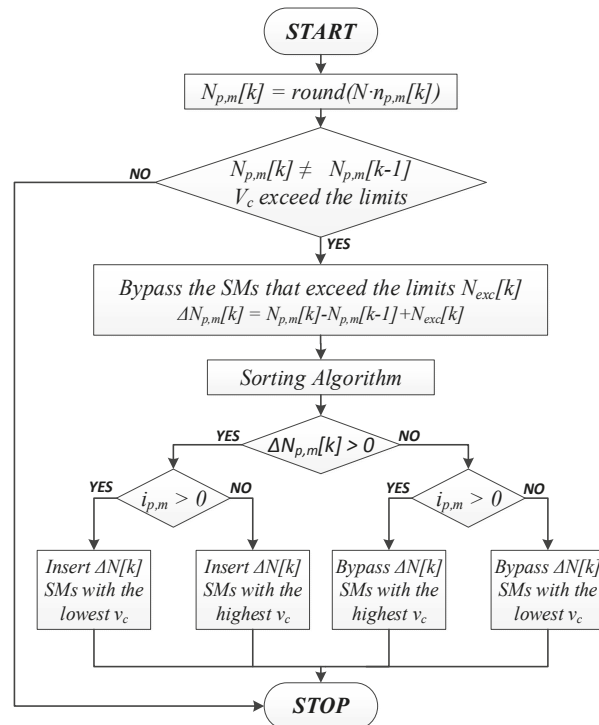 START
N_{p,m}[k] = round(N·n_{p,m}[k])
N_{p,m}[k] ≠ N_{p,m}[k-1]
NO
V_c exceed the limits
YES
Bypass the SMs that exceed the limits N_{exc}[k]
ΔN_{p,m}[k] = N_{p,m}[k]-N_{p,m}[k-1]+N_{exc}[k]
Sorting Algorithm
YES
ΔN_{p,m}[k] > 0
NO
YES
i_{p,m} > 0
NO
YES
i_{p,m} > 0
NO
Insert ΔN[k]
SMs with the
lowest v_c
Insert ΔN[k]
SMs with the
highest v_c
Bypass ΔN[k]
SMs with the
highest v_c
Bypass ΔN[k]
SMs with the
lowest v_c
STOP